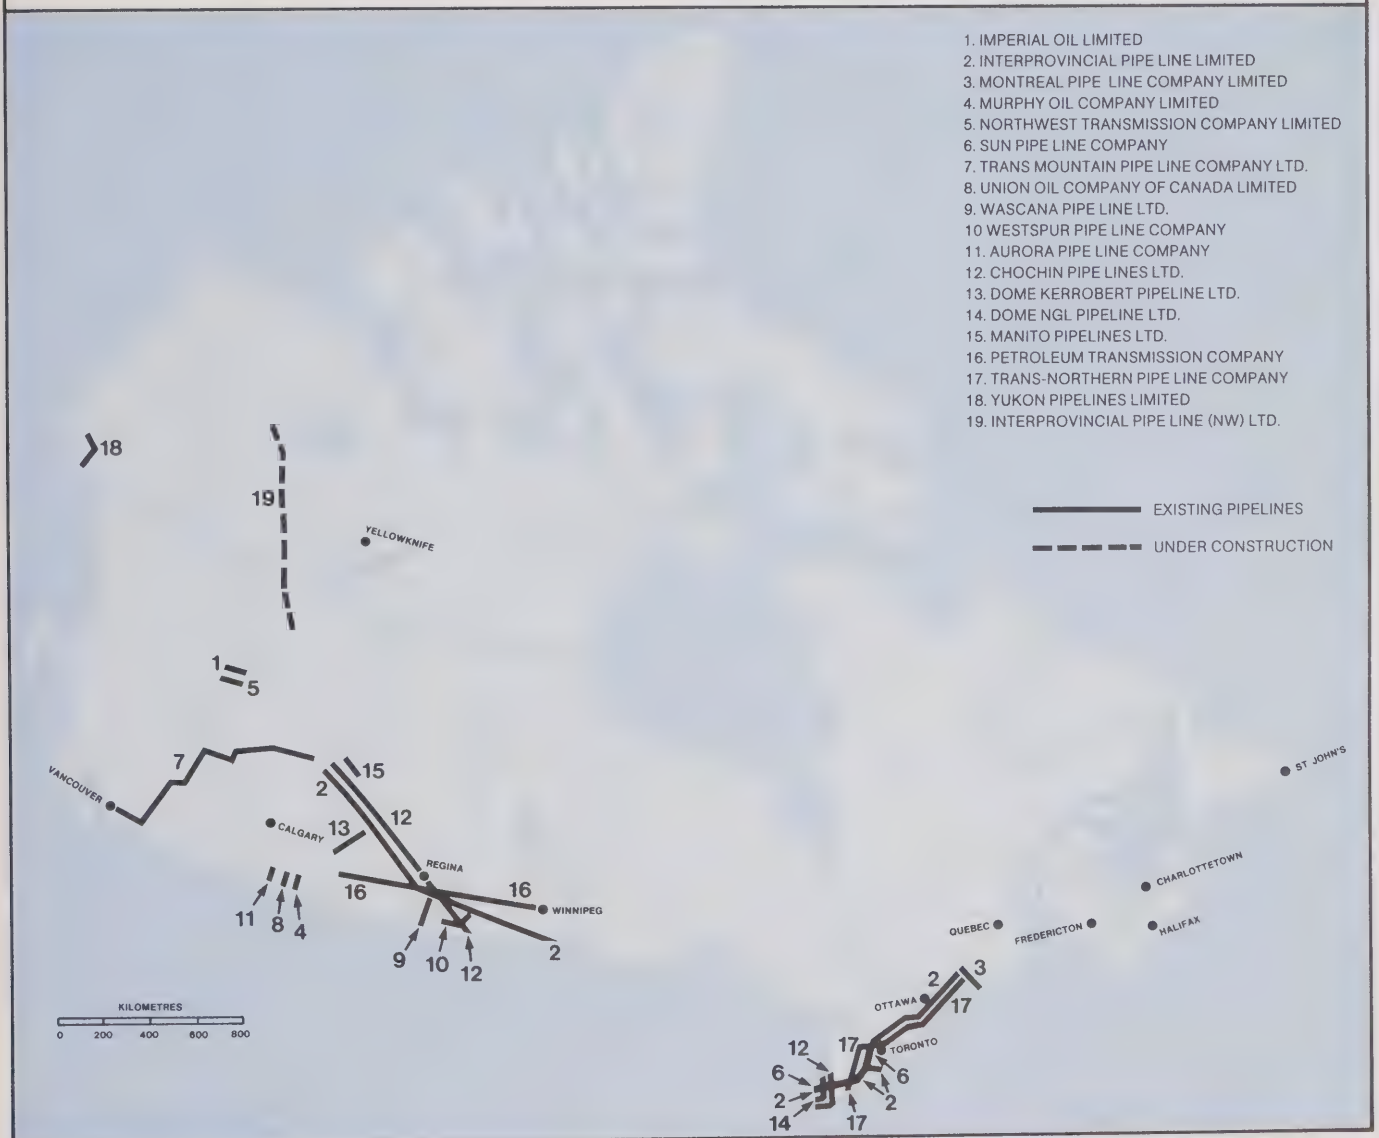 1. IMPERIAL OIL LIMITED
2. INTERPROVINCIAL PIPE LINE LIMITED
3. MONTREAL PIPE LINE COMPANY LIMITED
4. MURPHY OIL COMPANY LIMITED
5. NORTHWEST TRANSMISSION COMPANY LIMITED
6. SUN PIPE LINE COMPANY
7. TRANS MOUNTAIN PIPE LINE COMPANY LTD.
8. UNION OIL COMPANY OF CANADA LIMITED
9. WASCANA PIPE LINE LTD.
10 WESTSPUR PIPE LINE COMPANY
11. AURORA PIPE LINE COMPANY
12. CHOCHIN PIPE LINES LTD.
13. DOME KERROBERT PIPELINE LTD.
14. DOME NGL PIPELINE LTD.
15. MANITO PIPELINES LTD.
16. PETROLEUM TRANSMISSION COMPANY
17. TRANS-NORTHERN PIPE LINE COMPANY
18. YUKON PIPELINES LIMITED
19. INTERPROVINCIAL PIPE LINE (NW) LTD.
18
19
EXISTING PIPELINES
YELLOWKNIFE
UNDER CONSTRUCTION
1
5
7
15
ST JOHN'S
VANCOUVER
2
12
CALGARY
13
REGINA
CHARLOTTETOWN
16
16
WINNIPEG
11
8
4
QUEBEC
FREDERICTON
HALIFAX
9
10
12
2
2
3
OTTAWA
17
KILOMETRES
0 200 400 600 800
17
TORONTO
12
6
6
2
2
14
17